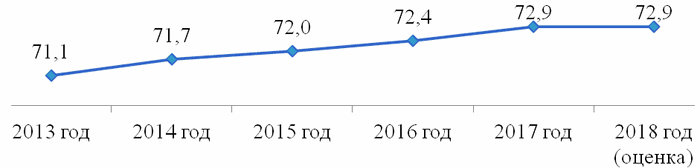 71,1 71,7 72,0 72,4 72,9 72,9
2013 год 2014 год 2015 год 2016 год 2017 год 2018 год
(оценка)